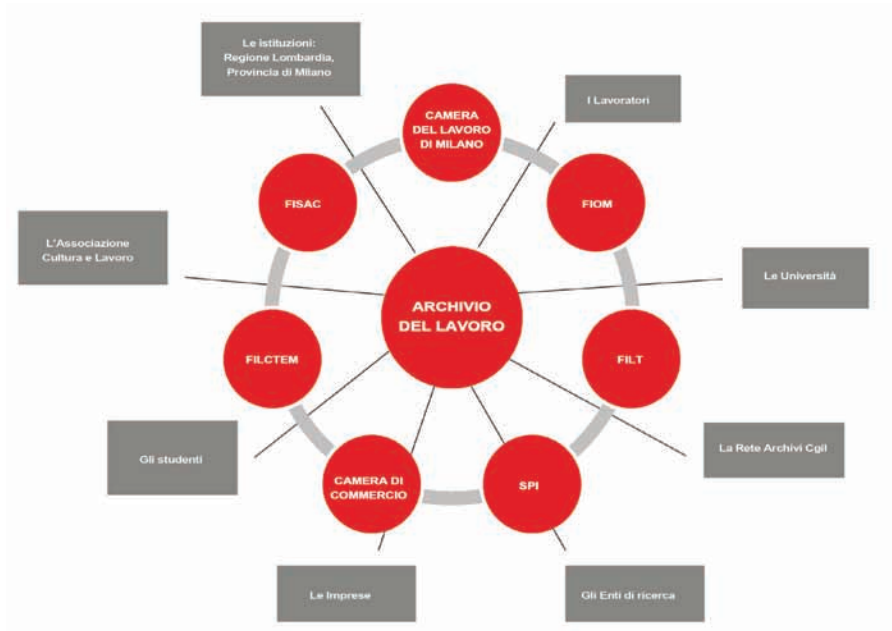 Le istituzioni:
Regione Lombardia,
Provincia di Milano
I Lavoratori
CAMERA
DEL LAVORO
DI MILANO
FISAC
FIOM
L'Associazione
Cultura e Lavoro
Le Università
ARCHIVIO
DEL LAVORO
FILCTEM
FILT
Gli studenti
La Rete Archivi Cgil
CAMERA DI
COMMERCIO
SPI
Le Imprese
Gli Enti di ricerca